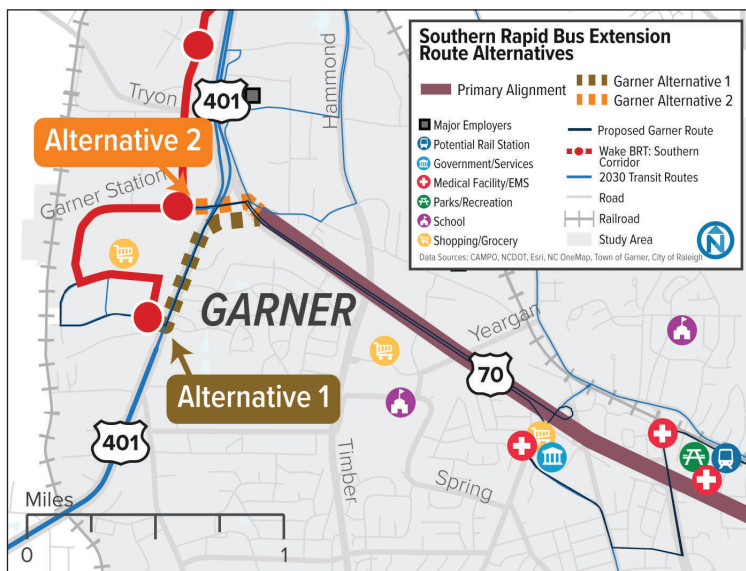 Southern Rapid Bus Extension
Route Alternatives
Primary Alignment
Garner Alternative 1
Garner Alternative 2
Major Employers
Potential Rail Station
Government/Services
Medical Facility/EMS
Parks/Recreation
School
Shopping/Grocery
Proposed Garner Route
Wake BRT: Southern
Corridor
2030 Transit Routes
Road
Railroad
Study Area
N
Data Sources: CAMPO, NCDOT, Esri, NC OneMap, Town of Garner, City of Raleigh
Tryon
401
Hammond
Alternative 2
Garner Station
GARNER
Yeargan
70
Alternative 1
401
Timber
Spring
Miles
0
1